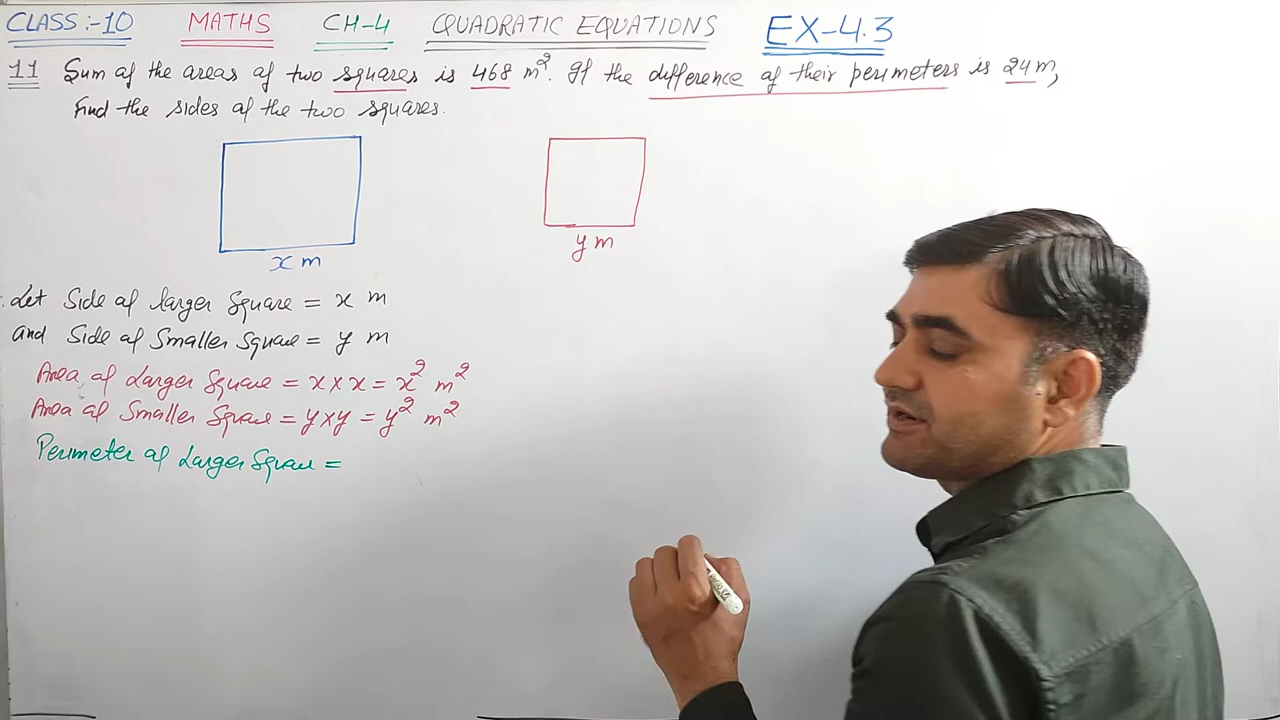 CLASS:-10 MATHS CH-4 QUADRATIC EQUATIONS EX-4.3
11 Sum of the areas of two squares is 468 m². If the difference of their perimeters is 24m,
Find the sides of the two squares.
x m
y m
Let Side of larger Square = x m
and Side of Smaller Square = y m
Area of Larger Square = x×x = x² m²
Area of Smaller Square = y×y = y² m²
Perimeter of Larger Square =